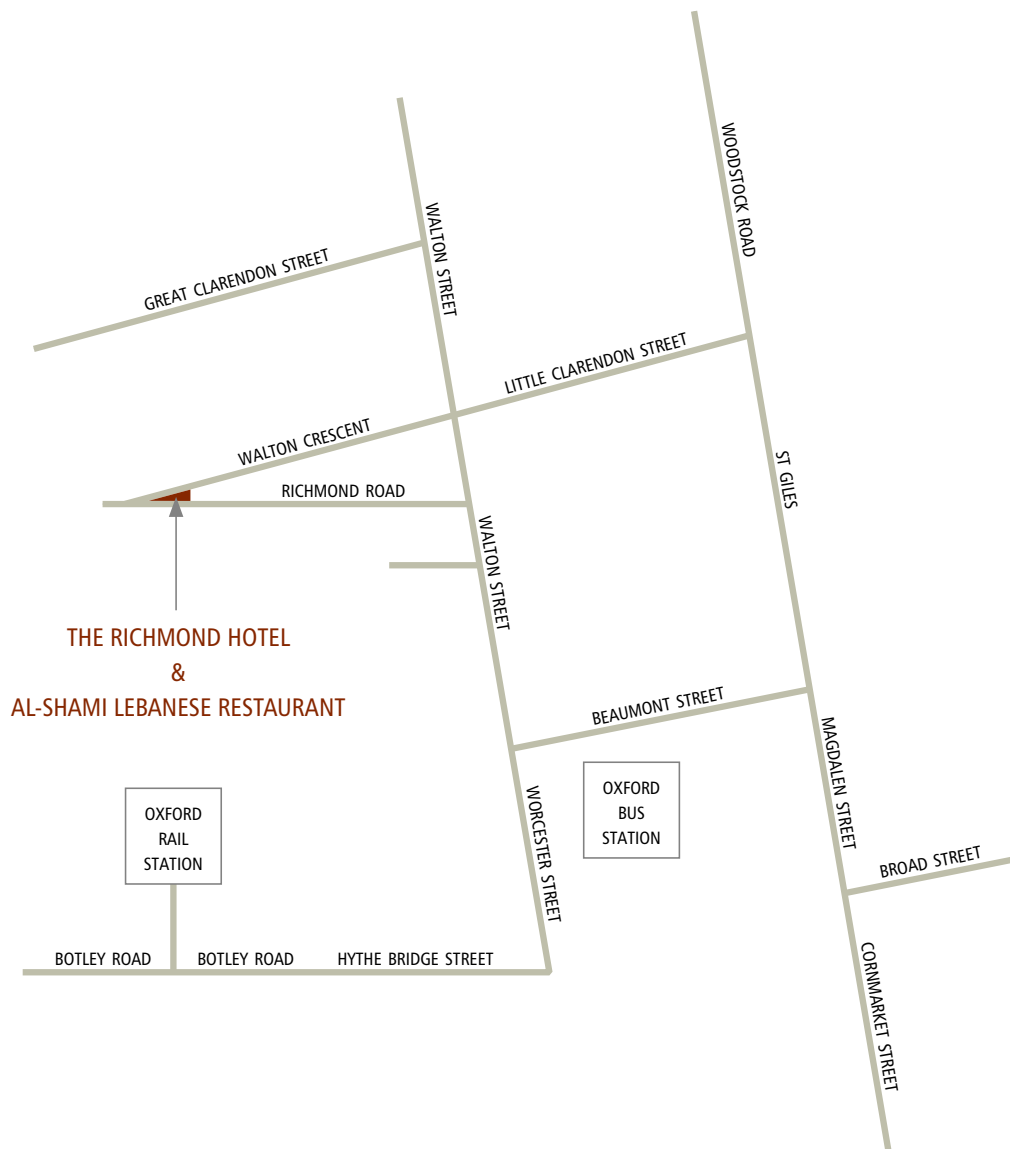 WOODSTOCK ROAD
WALTON STREET
GREAT CLARENDON STREET
LITTLE CLARENDON STREET
WALTON CRESCENT
ST GILES
RICHMOND ROAD
WALTON STREET
THE RICHMOND HOTEL
&
AL-SHAMI LEBANESE RESTAURANT
BEAUMONT STREET
MAGDALEN STREET
OXFORD
RAIL
STATION
WORCESTER STREET
OXFORD
BUS
STATION
BROAD STREET
BOTLEY ROAD
BOTLEY ROAD
HYTHE BRIDGE STREET
CORNMARKET STREET